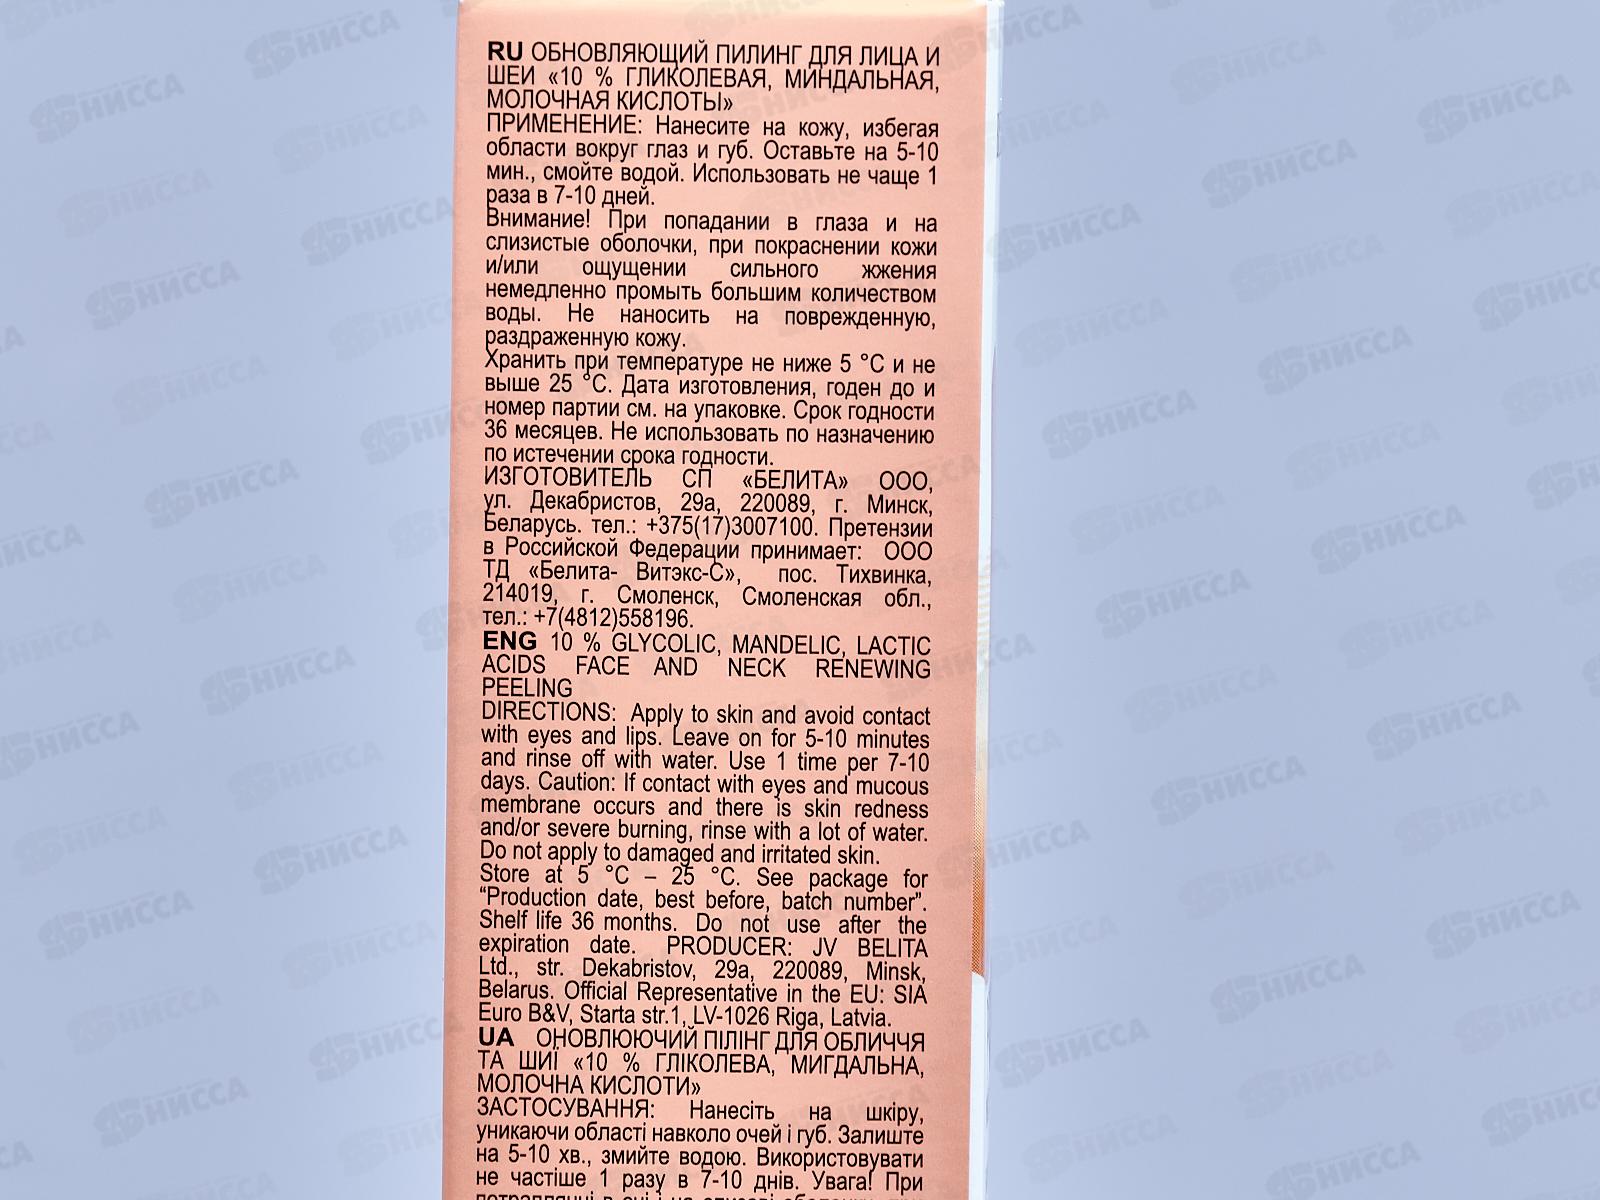 RU ОБНОВЛЯЮЩИЙ ПИЛИНГ ДЛЯ ЛИЦА И
ШЕИ «10 % ГЛИКОЛЕВАЯ, МИНДАЛЬНАЯ,
МОЛОЧНАЯ КИСЛОТЫ»
ПРИМЕНЕНИЕ: Нанесите на кожу, избегая
области вокруг глаз и губ. Оставьте на 5-10
мин., смойте водой. Использовать не чаще 1
раза в 7-10 дней.
Внимание! При попадании в глаза и на
слизистые оболочки, при покраснении кожи
и/или ощущении сильного жжения
немедленно промыть большим количеством
воды. Не наносить на поврежденную,
раздраженную кожу.
Хранить при температуре не ниже 5 °C и не
выше 25 °C. Дата изготовления, годен до и
номер партии см. на упаковке. Срок годности
36 месяцев. Не использовать по назначению
по истечении срока годности.
ИЗГОТОВИТЕЛЬ СП «БЕЛИТА» ООО,
ул. Декабристов, 29а, 220089, г. Минск,
Беларусь. тел.: +375(17)3007100. Претензии
в Российской Федерации принимает: ООО
ТД «Белита- Витэкс-С», пос. Тихвинка,
214019, г. Смоленск, Смоленская обл.,
тел.: +7(4812)558196.
ENG 10 % GLYCOLIC, MANDELIC, LACTIC
ACIDS FACE AND NECK RENEWING
PEELING
DIRECTIONS: Apply to skin and avoid contact
with eyes and lips. Leave on for 5-10 minutes
and rinse off with water. Use 1 time per 7-10
days. Caution: If contact with eyes and mucous
membrane occurs and there is skin redness
and/or severe burning, rinse with a lot of water.
Do not apply to damaged and irritated skin.
Store at 5 °C – 25 °C. See package for
“Production date, best before, batch number”.
Shelf life 36 months. Do not use after the
expiration date. PRODUCER: JV BELITA
Ltd., str. Dekabristov, 29a, 220089, Minsk,
Belarus. Official Representative in the EU: SIA
Euro B&V, Starta str.1, LV-1026 Riga, Latvia.
UA ОНОВЛЮЮЧИЙ ПІЛІНГ ДЛЯ ОБЛИЧЧЯ
ТА ШИЇ «10 % ГЛІКОЛЕВА, МИГДАЛЬНА,
МОЛОЧНА КИСЛОТИ»
ЗАСТОСУВАННЯ: Нанесіть на шкіру,
уникаючи області навколо очей і губ. Залиште
на 5-10 хв., змийте водою. Використовувати
не частіше 1 разу в 7-10 днів. Увага! При